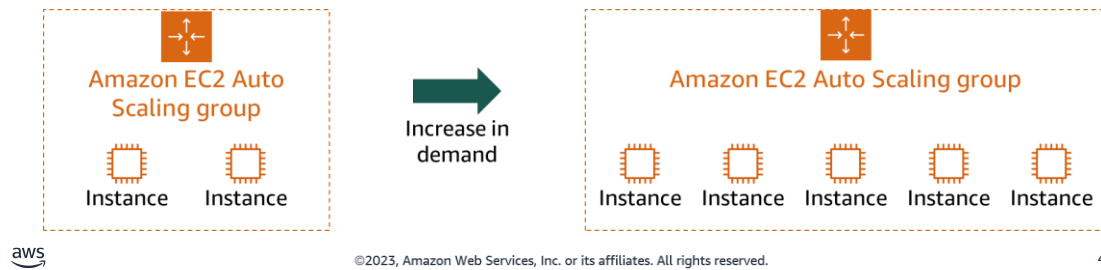 Amazon EC2 Auto
Scaling group
Instance Instance
Increase in
demand
Amazon EC2 Auto Scaling group
Instance Instance Instance Instance Instance
aws
©2023, Amazon Web Services, Inc. or its affiliates. All rights reserved.